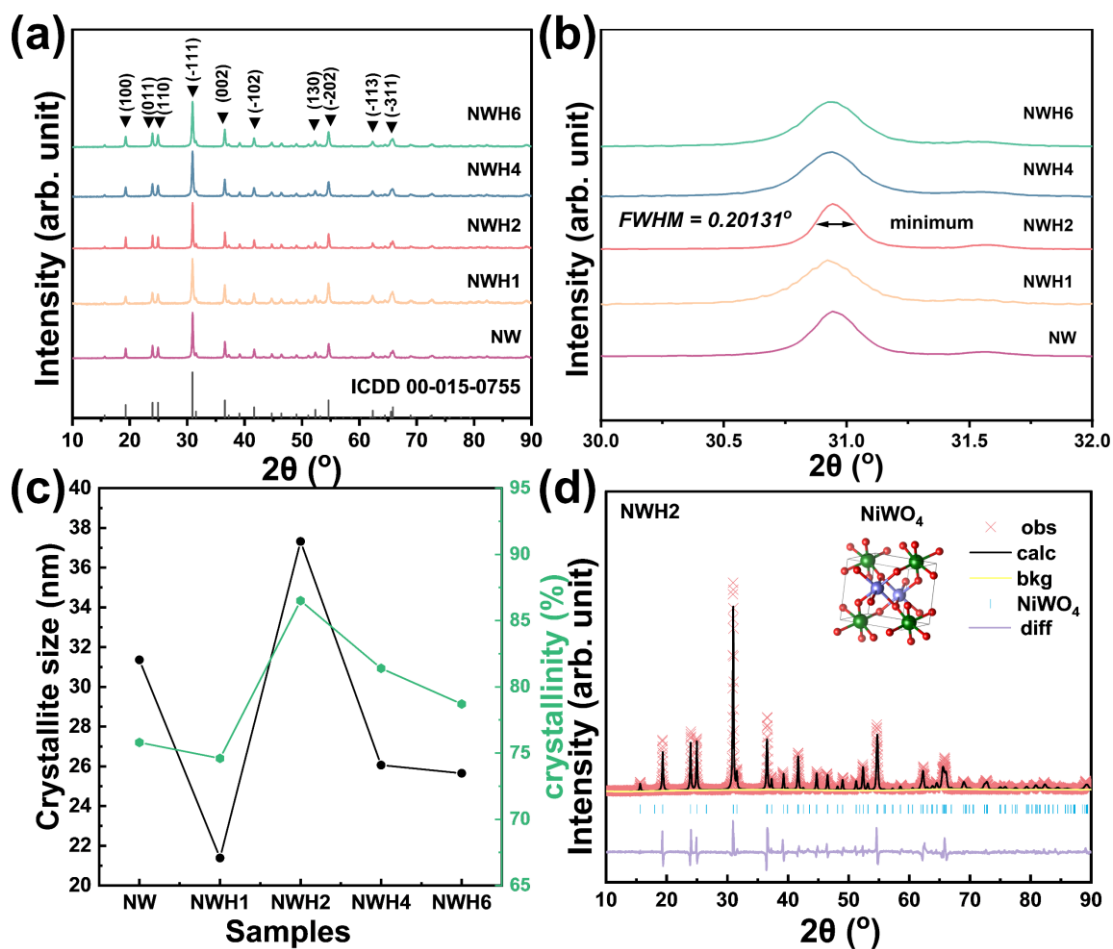 (a)
(100)
(011)
(110)
(-111)
(002)
(-102)
(130)
(-202)
(-113)
(-311)
NWH6
NWH4
NWH2
NWH1
NW
ICDD 00-015-0755
Intensity (arb. unit)
10 20 30 40 50 60 70 80 90
2θ (°)
(b)
NWH6
NWH4
FWHM = 0.20131° minimum
NWH2
NWH1
NW
Intensity (arb. unit)
30.0 30.5 31.0 31.5 32.0
2θ (°)
(c)
40
38
36
34
32
30
28
26
24
22
20
Crystallite size (nm)
95
90
85
80
75
70
65
crystallinity (%)
NW NWH1 NWH2 NWH4 NWH6
Samples
(d)
NWH2
NiWO₄
obs
calc
bkg
NiWO₄
diff
Intensity (arb. unit)
10 20 30 40 50 60 70 80 90
2θ (°)